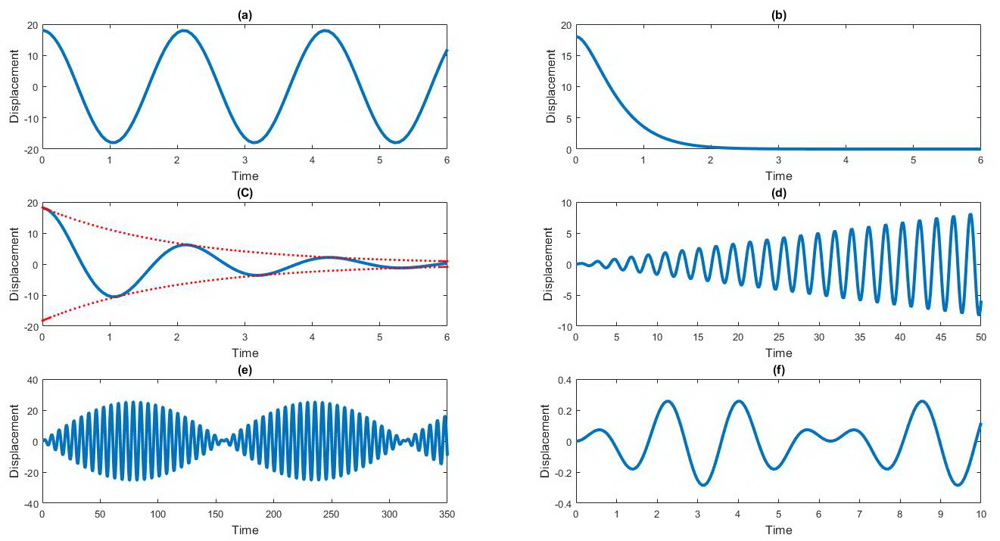 (a)
20
10
0
-10
-20
Displacement
0 1 2 3 4 5 6
Time
(b)
20
15
10
5
0
Displacement
0 1 2 3 4 5 6
Time
(C)
20
10
0
-10
-20
Displacement
0 1 2 3 4 5 6
Time
(d)
10
5
0
-5
-10
Displacement
0 5 10 15 20 25 30 35 40 45 50
Time
(e)
40
20
0
-20
-40
Displacement
0 50 100 150 200 250 300 350
Time
(f)
0.4
0.2
0
-0.2
-0.4
Displacement
0 1 2 3 4 5 6 7 8 9 10
Time